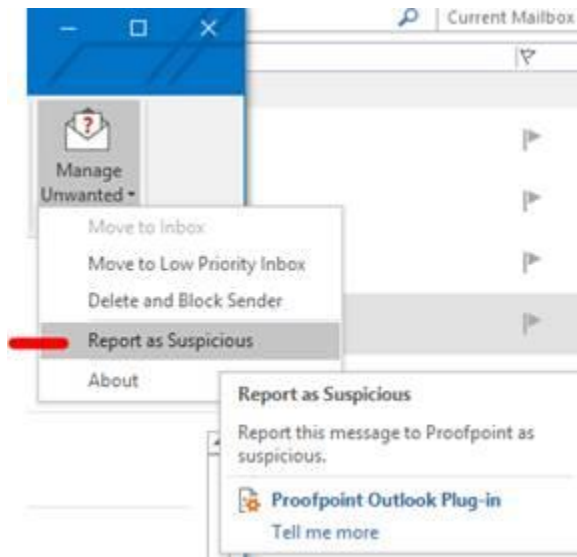 Current Mailbox
Manage
Unwanted
Move to Inbox
Move to Low Priority Inbox
Delete and Block Sender
Report as Suspicious
About
Report as Suspicious
Report this message to Proofpoint as
suspicious.
Proofpoint Outlook Plug-in
Tell me more